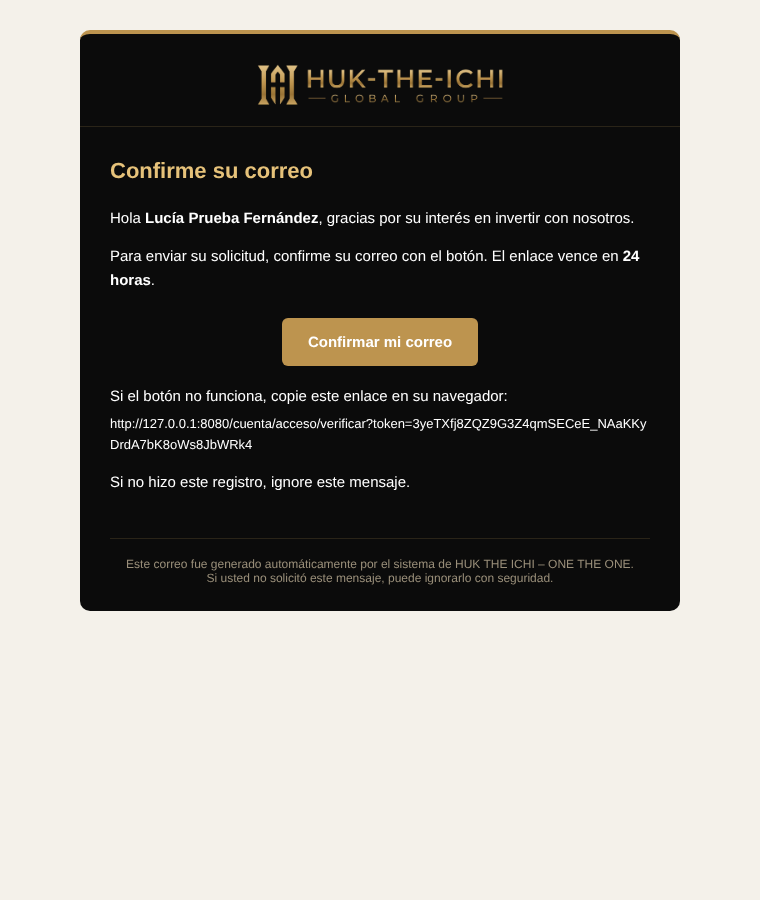 HUK-THE-ICHI
GLOBAL GROUP
Confirme su correo
Hola Lucía Prueba Fernández, gracias por su interés en invertir con nosotros.
Para enviar su solicitud, confirme su correo con el botón. El enlace vence en 24
horas.
Confirmar mi correo
Si el botón no funciona, copie este enlace en su navegador:
http://127.0.0.1:8080/cuenta/acceso/verificar?token=3yeTXfj8ZQZ9G3Z4qmSECeE_NAaKKy
DrdA7bK8oWs8JbWRk4
Si no hizo este registro, ignore este mensaje.
Este correo fue generado automáticamente por el sistema de HUK THE ICHI – ONE THE ONE.
Si usted no solicitó este mensaje, puede ignorarlo con seguridad.